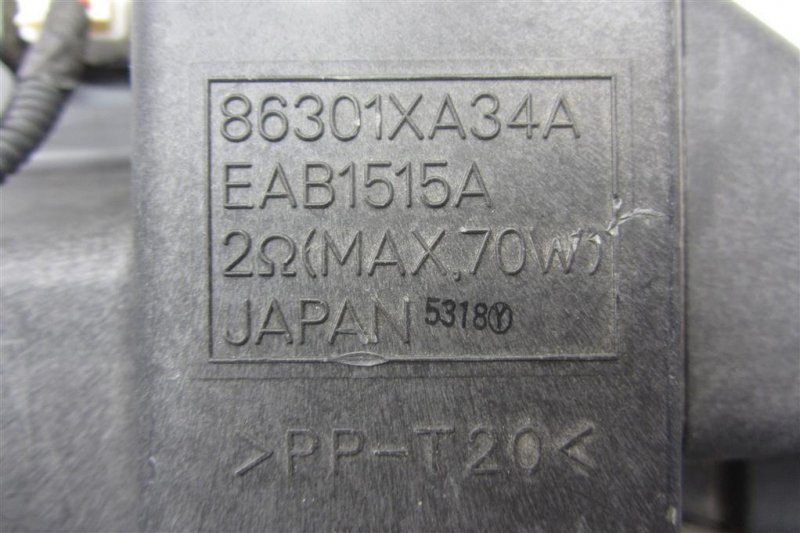 86301XA34A
EAB1515A
2Ω(MAX,70W)
JAPAN 5318Ⓨ
>PP-T20<